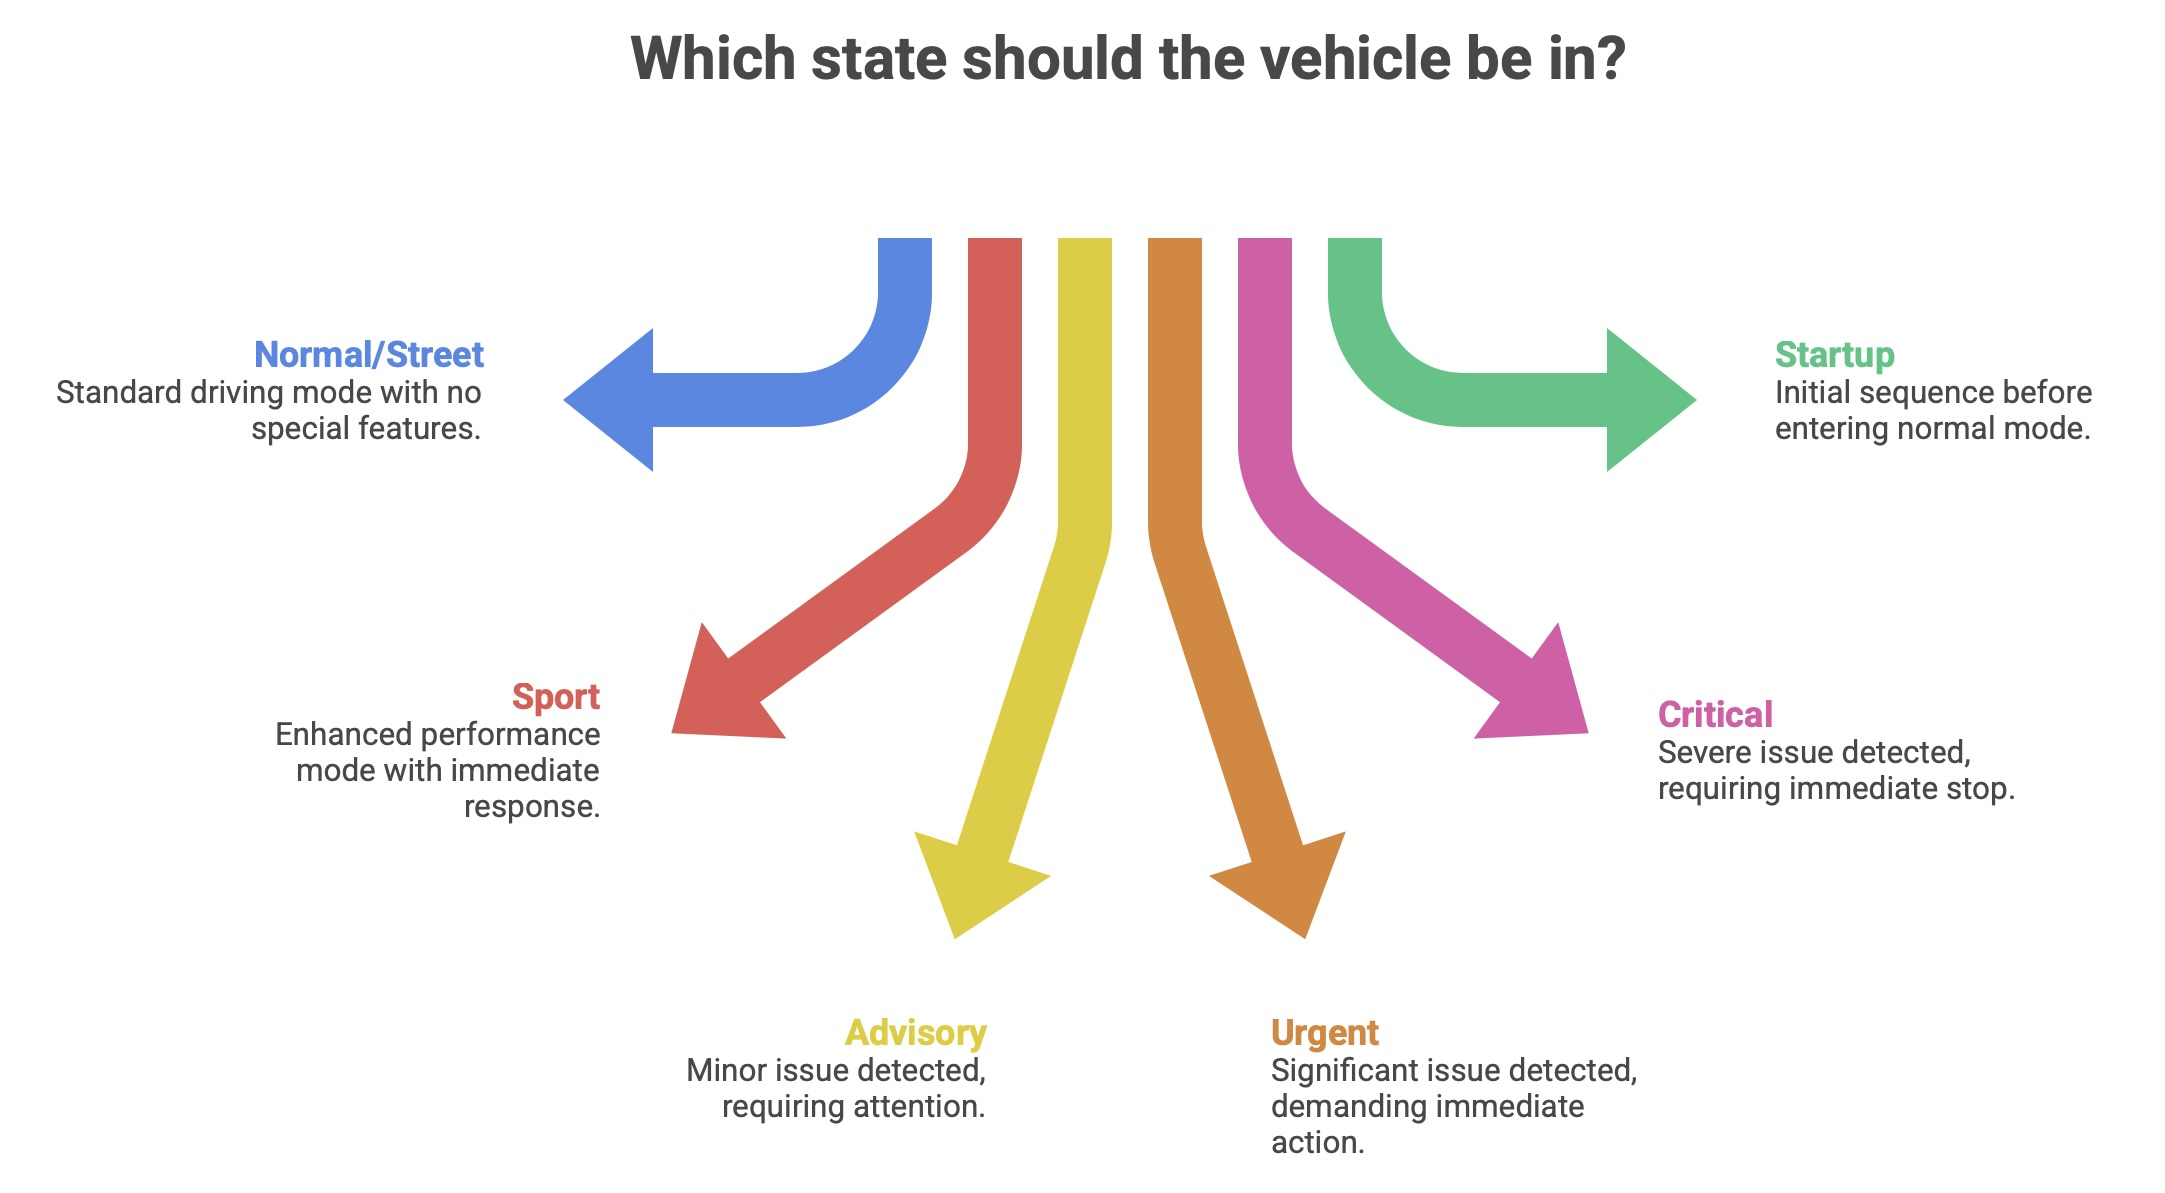 Which state should the vehicle be in?
Normal/Street
Standard driving mode with no
special features.
Startup
Initial sequence before
entering normal mode.
Sport
Enhanced performance
mode with immediate
response.
Critical
Severe issue detected,
requiring immediate stop.
Advisory
Minor issue detected,
requiring attention.
Urgent
Significant issue detected,
demanding immediate
action.